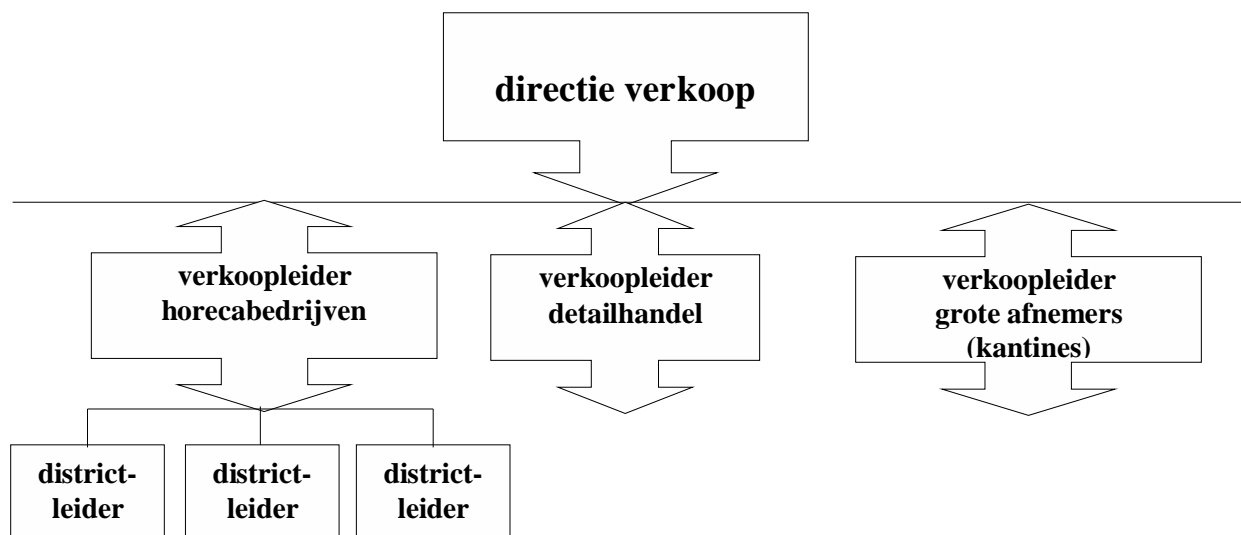 directie verkoop
verkoopleider
horecabedrijven
verkoopleider
detailhandel
verkoopleider
grote afnemers
(kantines)
district-
leider
district-
leider
district-
leider